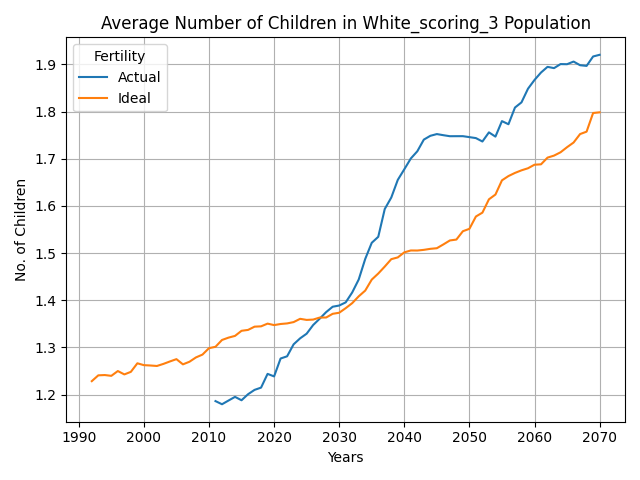 Average Number of Children in White_scoring_3 Population
Fertility
Actual
Ideal
No. of Children
1.9
1.8
1.7
1.6
1.5
1.4
1.3
1.2
1990 2000 2010 2020 2030 2040 2050 2060 2070
Years